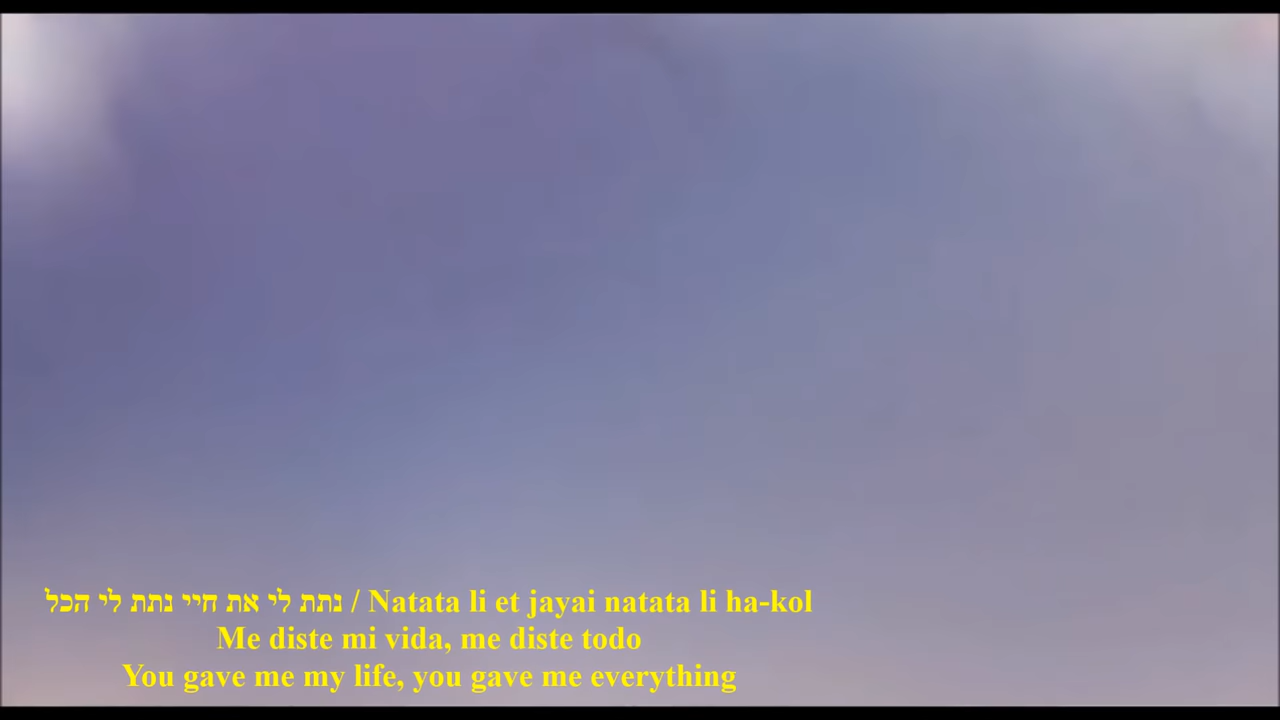 נתת לי את חיי נתת לי הכל / Natata li et jayai natata li ha-kol
Me diste mi vida, me diste todo
You gave me my life, you gave me everything